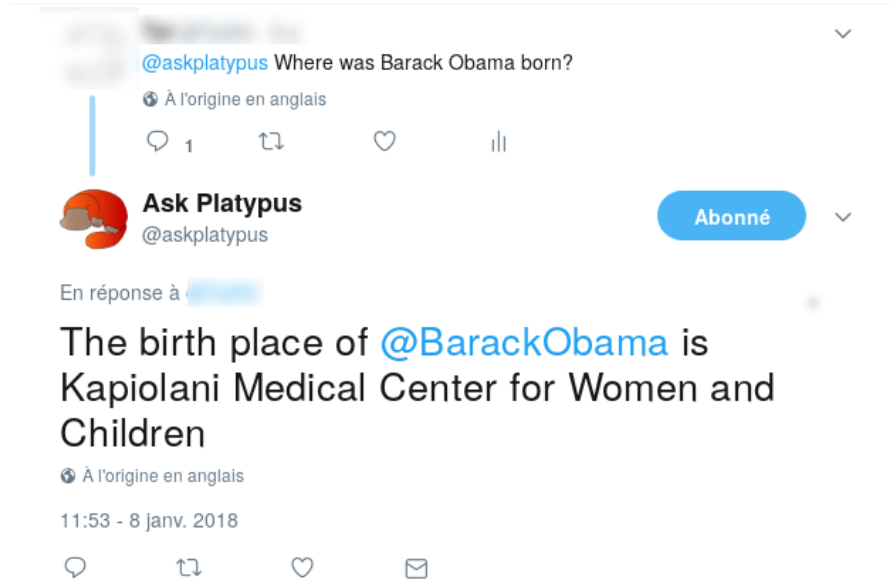 @askplatypus Where was Barack Obama born?
À l'origine en anglais
1
Ask Platypus
@askplatypus
Abonné
En réponse à
The birth place of @BarackObama is
Kapiolani Medical Center for Women and
Children
À l'origine en anglais
11:53 - 8 janv. 2018